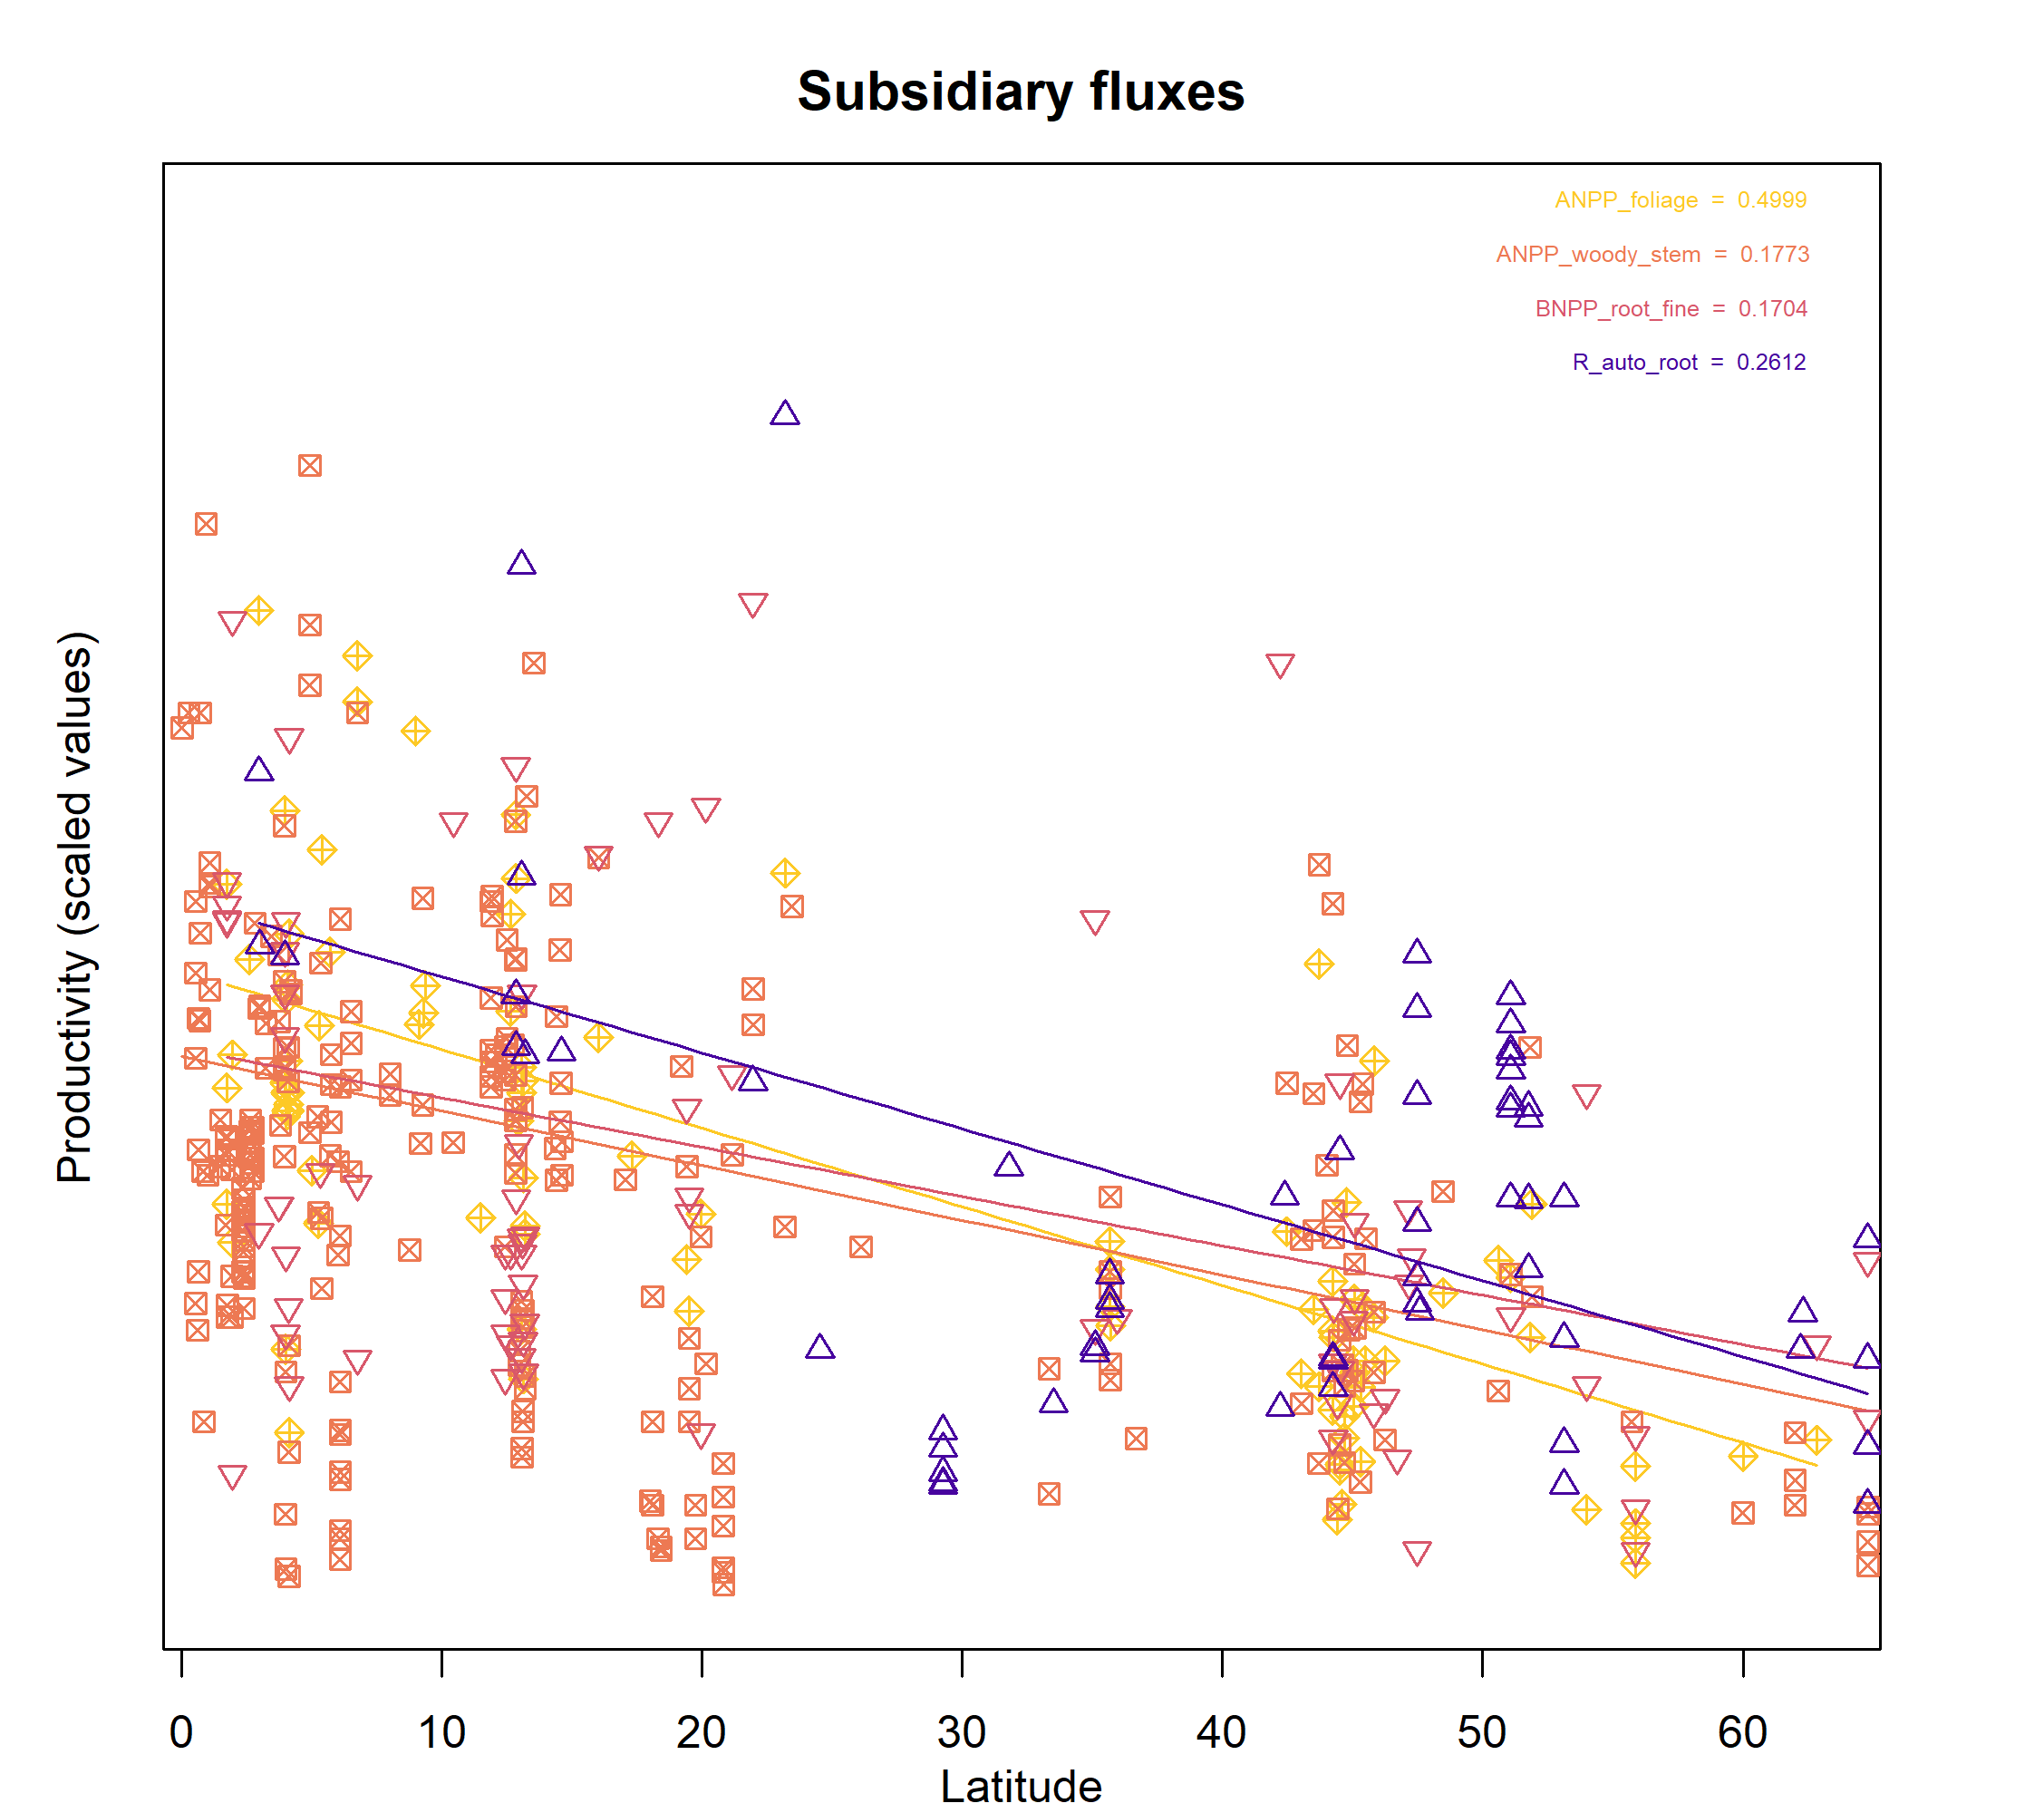 Subsidiary fluxes
ANPP_foliage = 0.4999
ANPP_woody_stem = 0.1773
BNPP_root_fine = 0.1704
R_auto_root = 0.2612
Productivity (scaled values)
0 10 20 30 40 50 60
Latitude